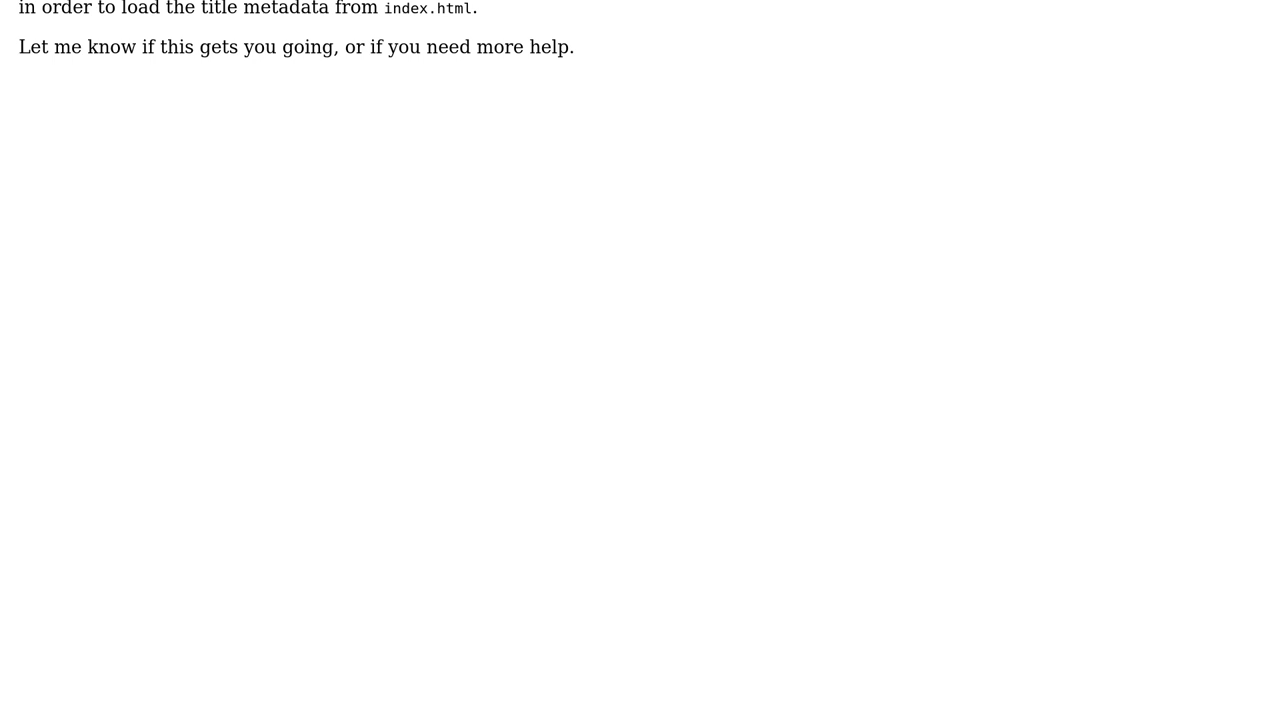 in order to load the title metadata from index.html.
Let me know if this gets you going, or if you need more help.